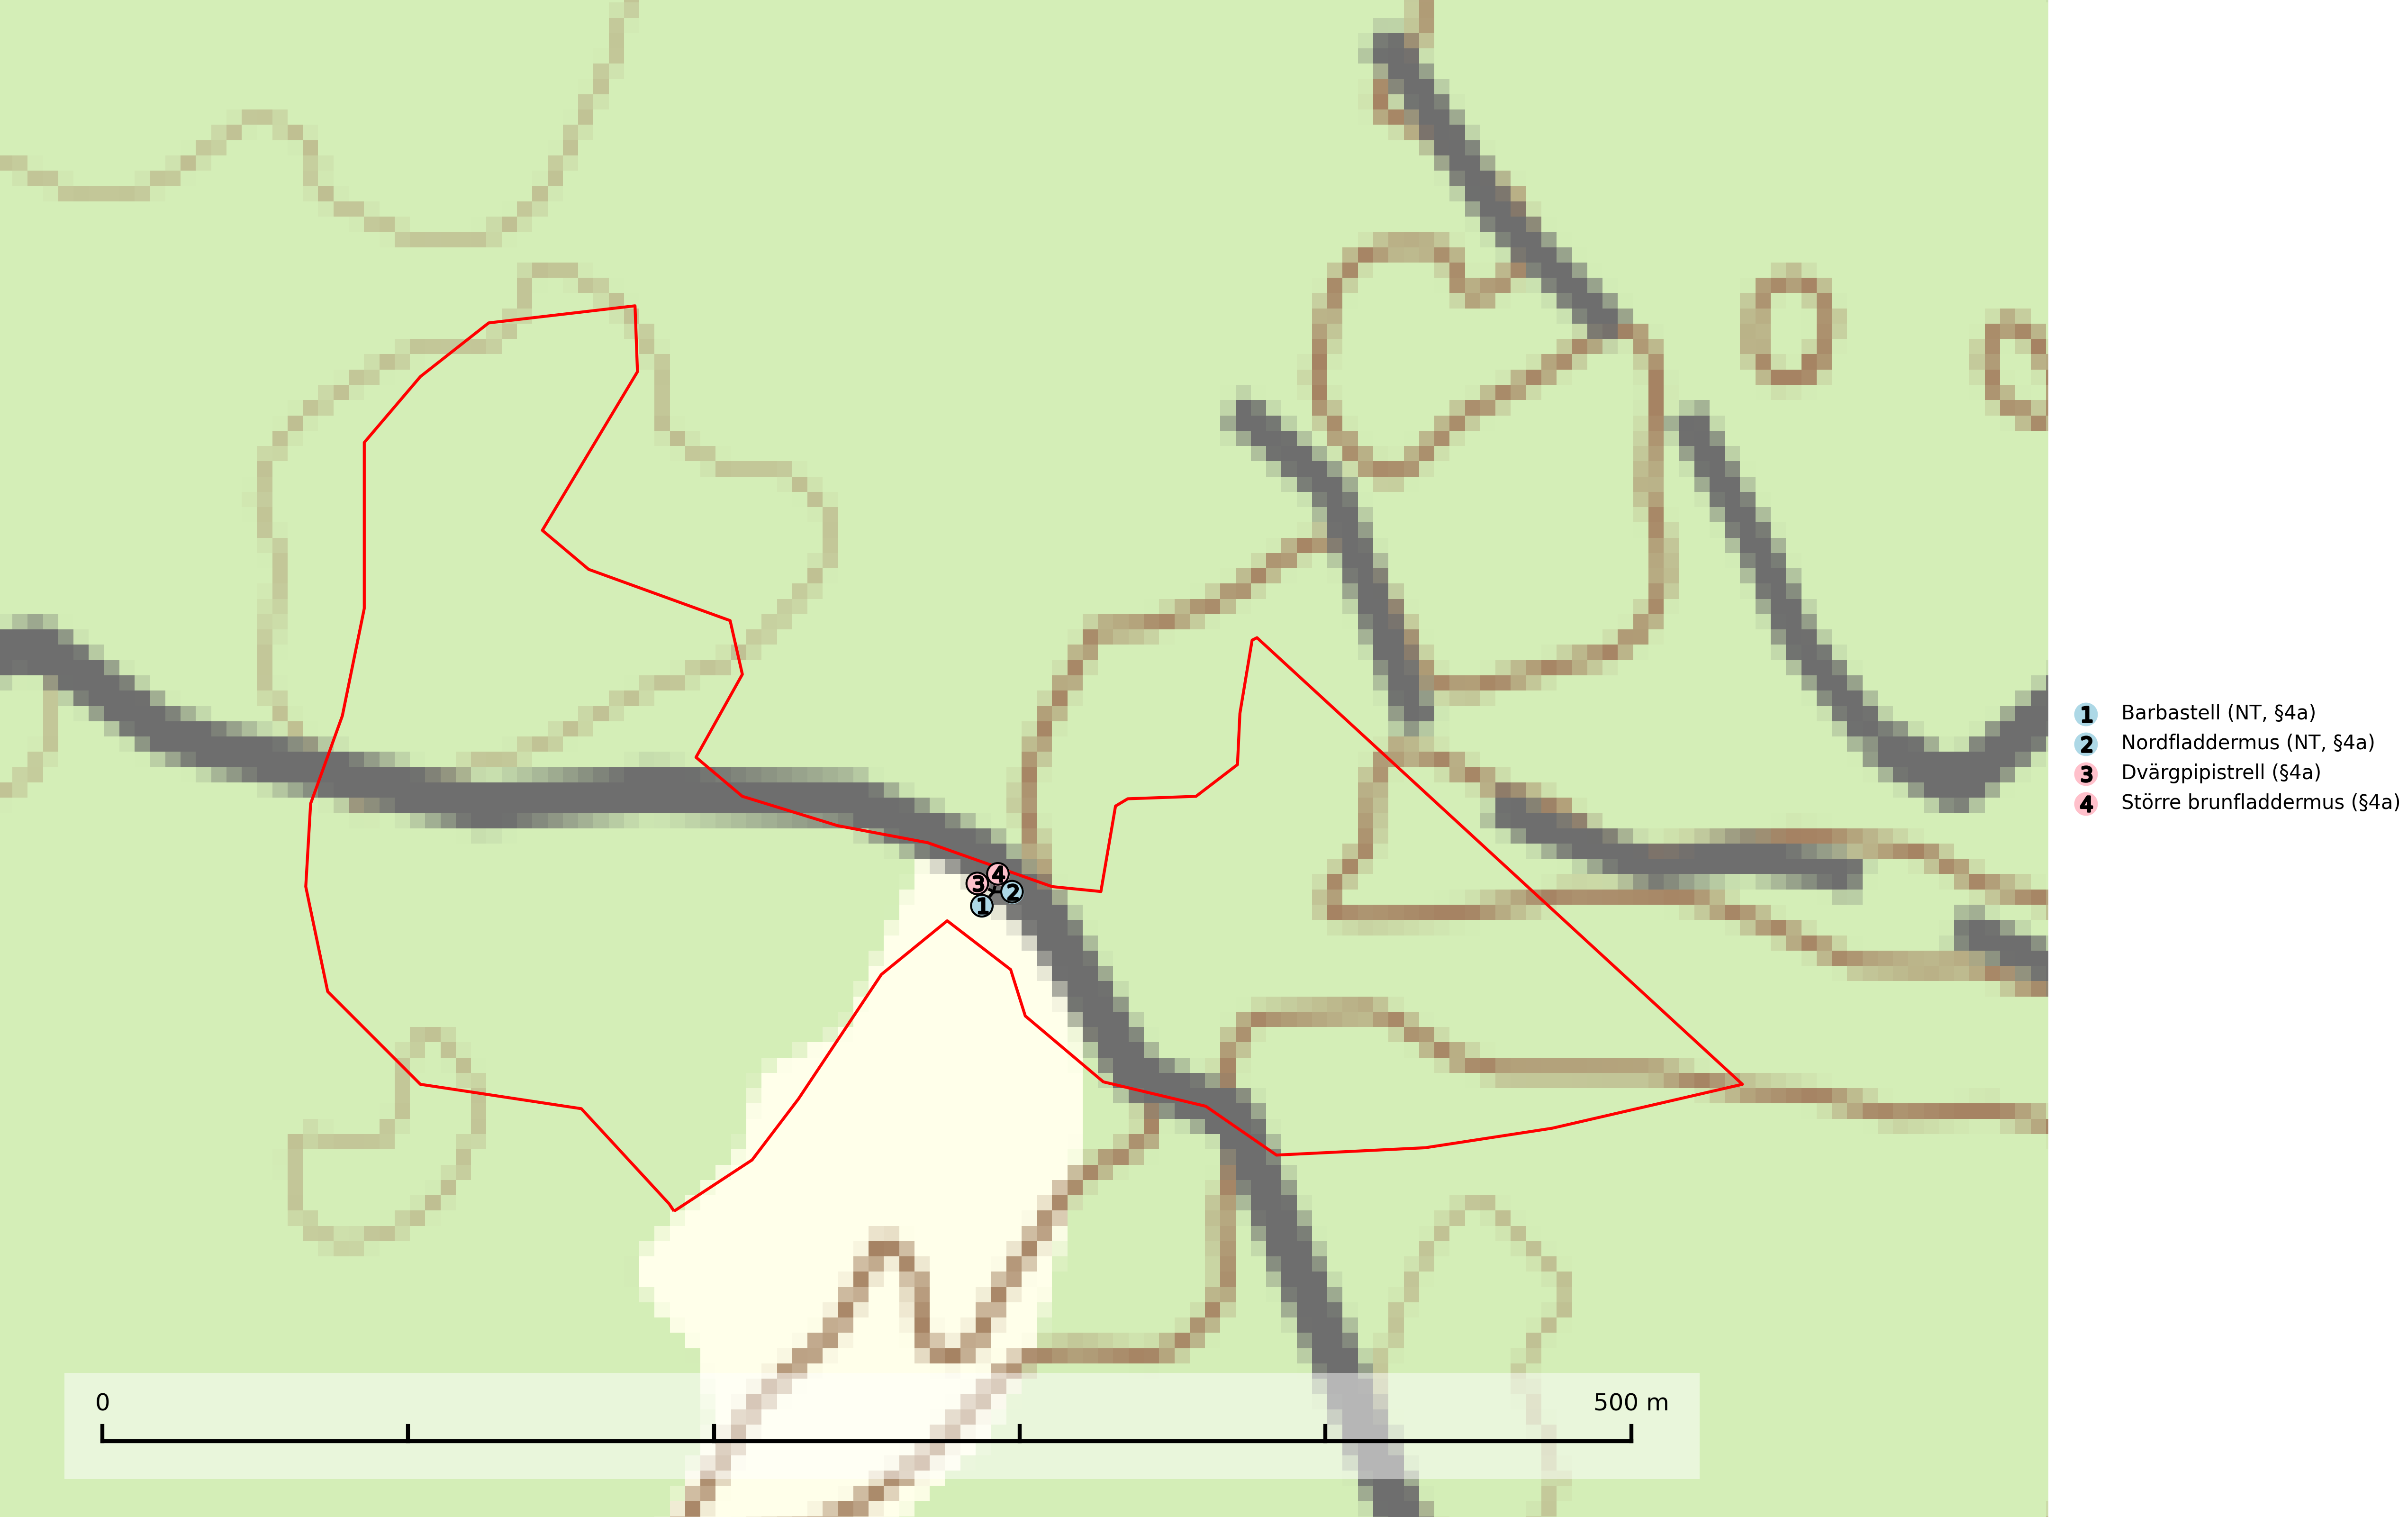 4
3
2
1
0
500 m
1 Barbastell (NT, §4a)
2 Nordfladdermus (NT, §4a)
3 Dvärgpipistrell (§4a)
4 Större brunfladdermus (§4a)